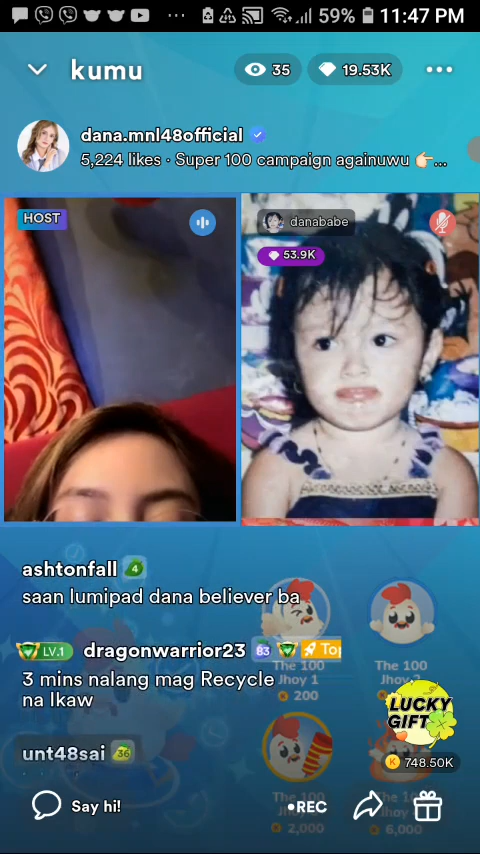 59% 11:47 PM
kumu
35
19.53K
dana.mnl48official
5,224 likes · Super 100 campaign againuwu 👉🏻...
HOST
danababe
53.9K
ashtonfall 4
saan lumipad dana believer ba
LV.1 dragonwarrior23 83 🚀 Top
3 mins nalang mag Recycle
na Ikaw
unt48sai 36
The 100
Jhoy 1
200
The 100
Jhoy
LUCKY
GIFT
K 748.50K
The 100
2,000
6,000
Say hi!
•REC